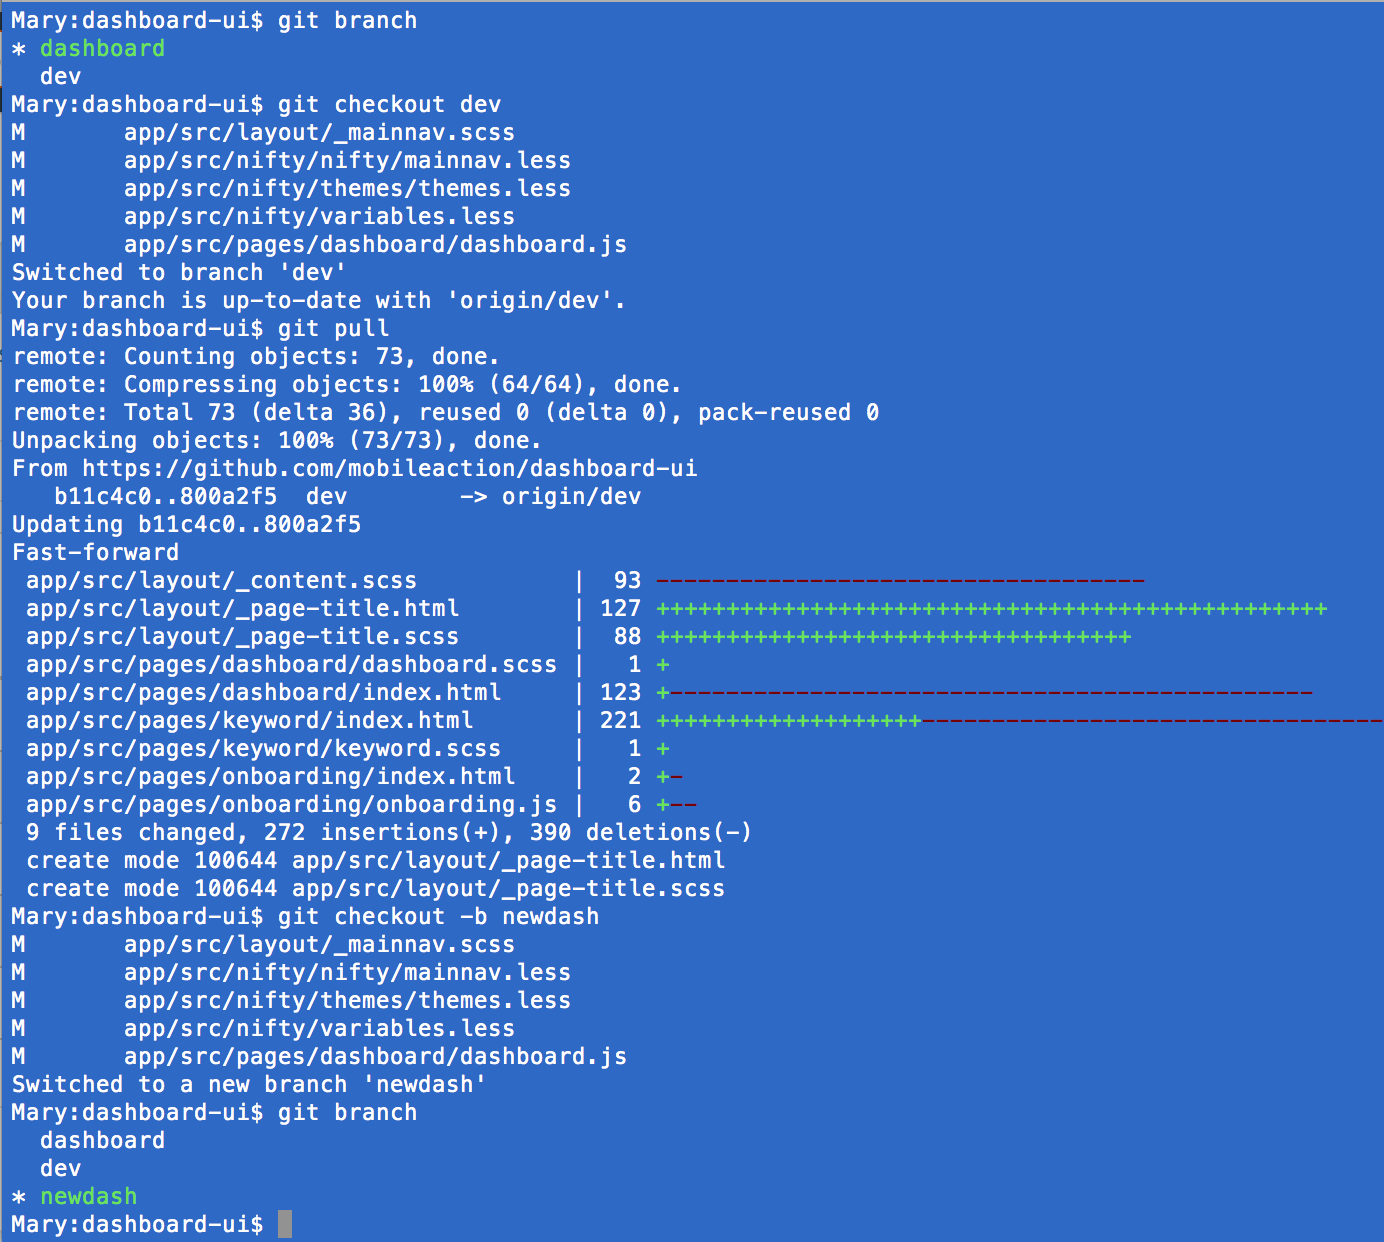 Mary:dashboard-ui$ git branch
* dashboard
  dev
Mary:dashboard-ui$ git checkout dev
M       app/src/layout/_mainnav.scss
M       app/src/nifty/nifty/mainnav.less
M       app/src/nifty/themes/themes.less
M       app/src/nifty/variables.less
M       app/src/pages/dashboard/dashboard.js
Switched to branch 'dev'
Your branch is up-to-date with 'origin/dev'.
Mary:dashboard-ui$ git pull
remote: Counting objects: 73, done.
remote: Compressing objects: 100% (64/64), done.
remote: Total 73 (delta 36), reused 0 (delta 0), pack-reused 0
Unpacking objects: 100% (73/73), done.
From https://github.com/mobileaction/dashboard-ui
   b11c4c0..800a2f5  dev        -> origin/dev
Updating b11c4c0..800a2f5
Fast-forward
 app/src/layout/_content.scss           |  93 -----------------------------------
 app/src/layout/_page-title.html        | 127 ++++++++++++++++++++++++++++++++++++++++++++++++
 app/src/layout/_page-title.scss        |  88 ++++++++++++++++++++++++++++++++++
 app/src/pages/dashboard/dashboard.scss |   1 +
 app/src/pages/dashboard/index.html     | 123 +----------------------------------------------
 app/src/pages/keyword/index.html       | 221 +++++++++++++++++++---------------------------------
 app/src/pages/keyword/keyword.scss     |   1 +
 app/src/pages/onboarding/index.html    |   2 +-
 app/src/pages/onboarding/onboarding.js |   6 +--
 9 files changed, 272 insertions(+), 390 deletions(-)
 create mode 100644 app/src/layout/_page-title.html
 create mode 100644 app/src/layout/_page-title.scss
Mary:dashboard-ui$ git checkout -b newdash
M       app/src/layout/_mainnav.scss
M       app/src/nifty/nifty/mainnav.less
M       app/src/nifty/themes/themes.less
M       app/src/nifty/variables.less
M       app/src/pages/dashboard/dashboard.js
Switched to a new branch 'newdash'
Mary:dashboard-ui$ git branch
  dashboard
  dev
* newdash
Mary:dashboard-ui$